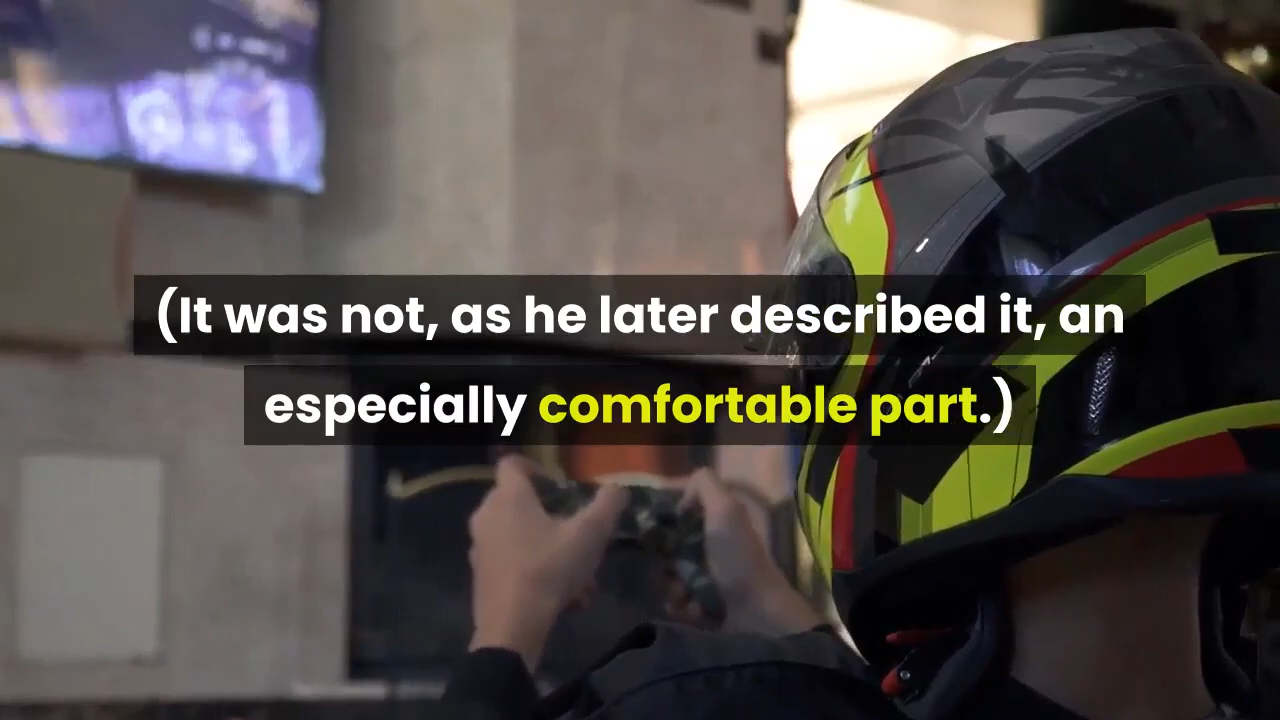 (It was not, as he later described it, an
especially comfortable part.)